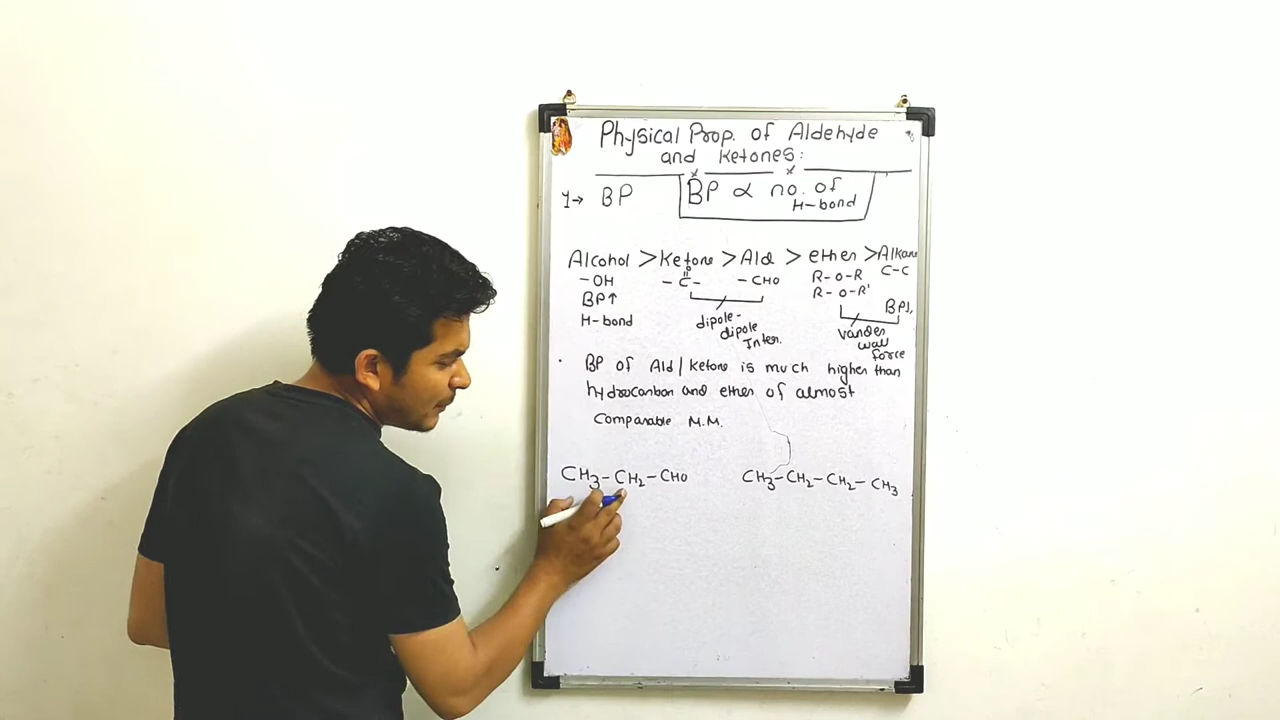 Physical Prop. of Aldehyde
and Ketones:
1→ BP BP ∝ no. of
H-bond
Alcohol > Ketone > Ald > ether > Alkane
-OH -C- -CHO R-O-R C-C
O
BP↑ R-O-R' BP↓
H-bond dipole-
dipole
Inter.
Vander
wall
force
BP of Ald/ketone is much higher than
hydrocarbon and ether of almost
Comparable M.M.
CH3-CH2-CHO CH3-CH2-CH2-CH3